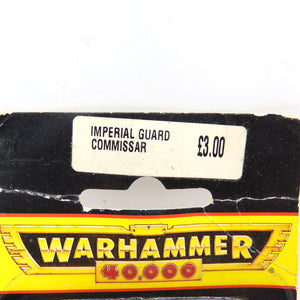 IMPERIAL GUARD
COMMISSAR
£3.00
WARHAMMER
40,000